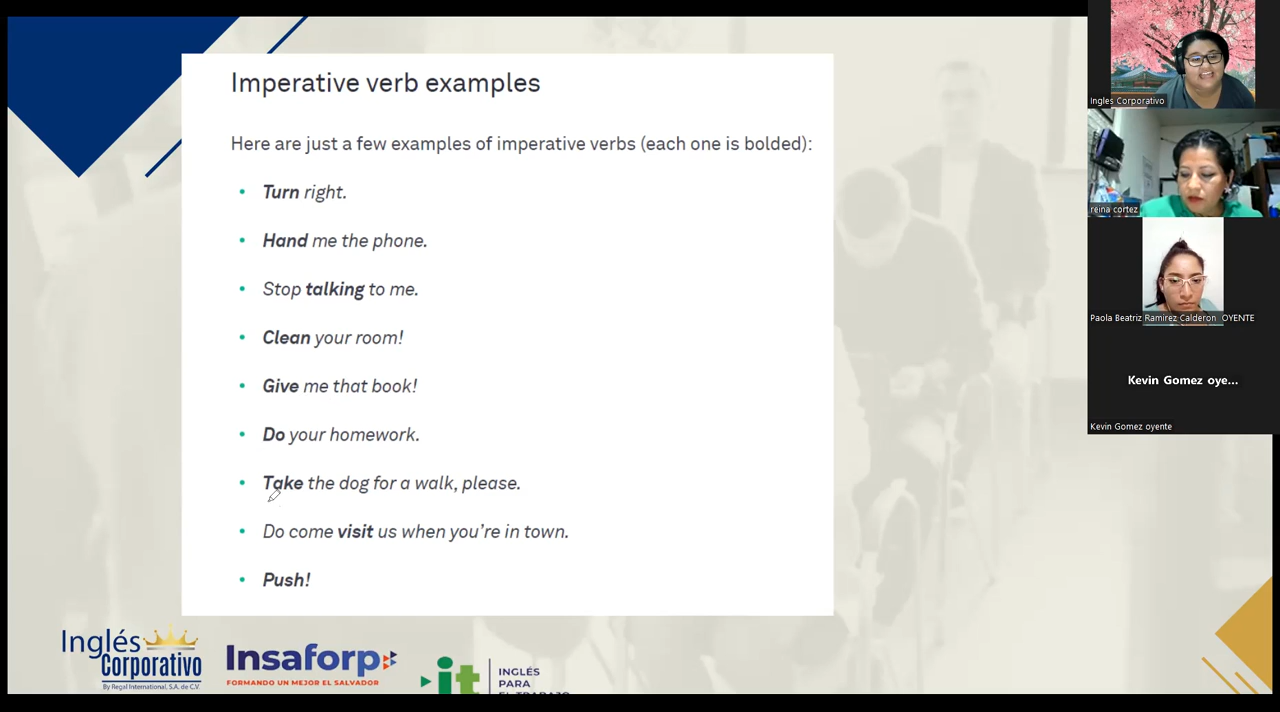 Imperative verb examples
Here are just a few examples of imperative verbs (each one is bolded):
• Turn right.
• Hand me the phone.
• Stop talking to me.
• Clean your room!
• Give me that book!
• Do your homework.
• Take the dog for a walk, please.
• Do come visit us when you're in town.
• Push!
Inglés
Corporativo
By Regal International, S.A. de C.V.
Insaforp
FORMANDO UN MEJOR EL SALVADOR
it
INGLÉS
PARA
EL TRABAJO
Ingles Corporativo
reina cortez
Paola Beatriz Ramirez Calderon OYENTE
Kevin Gomez oye...
Kevin Gomez oyente